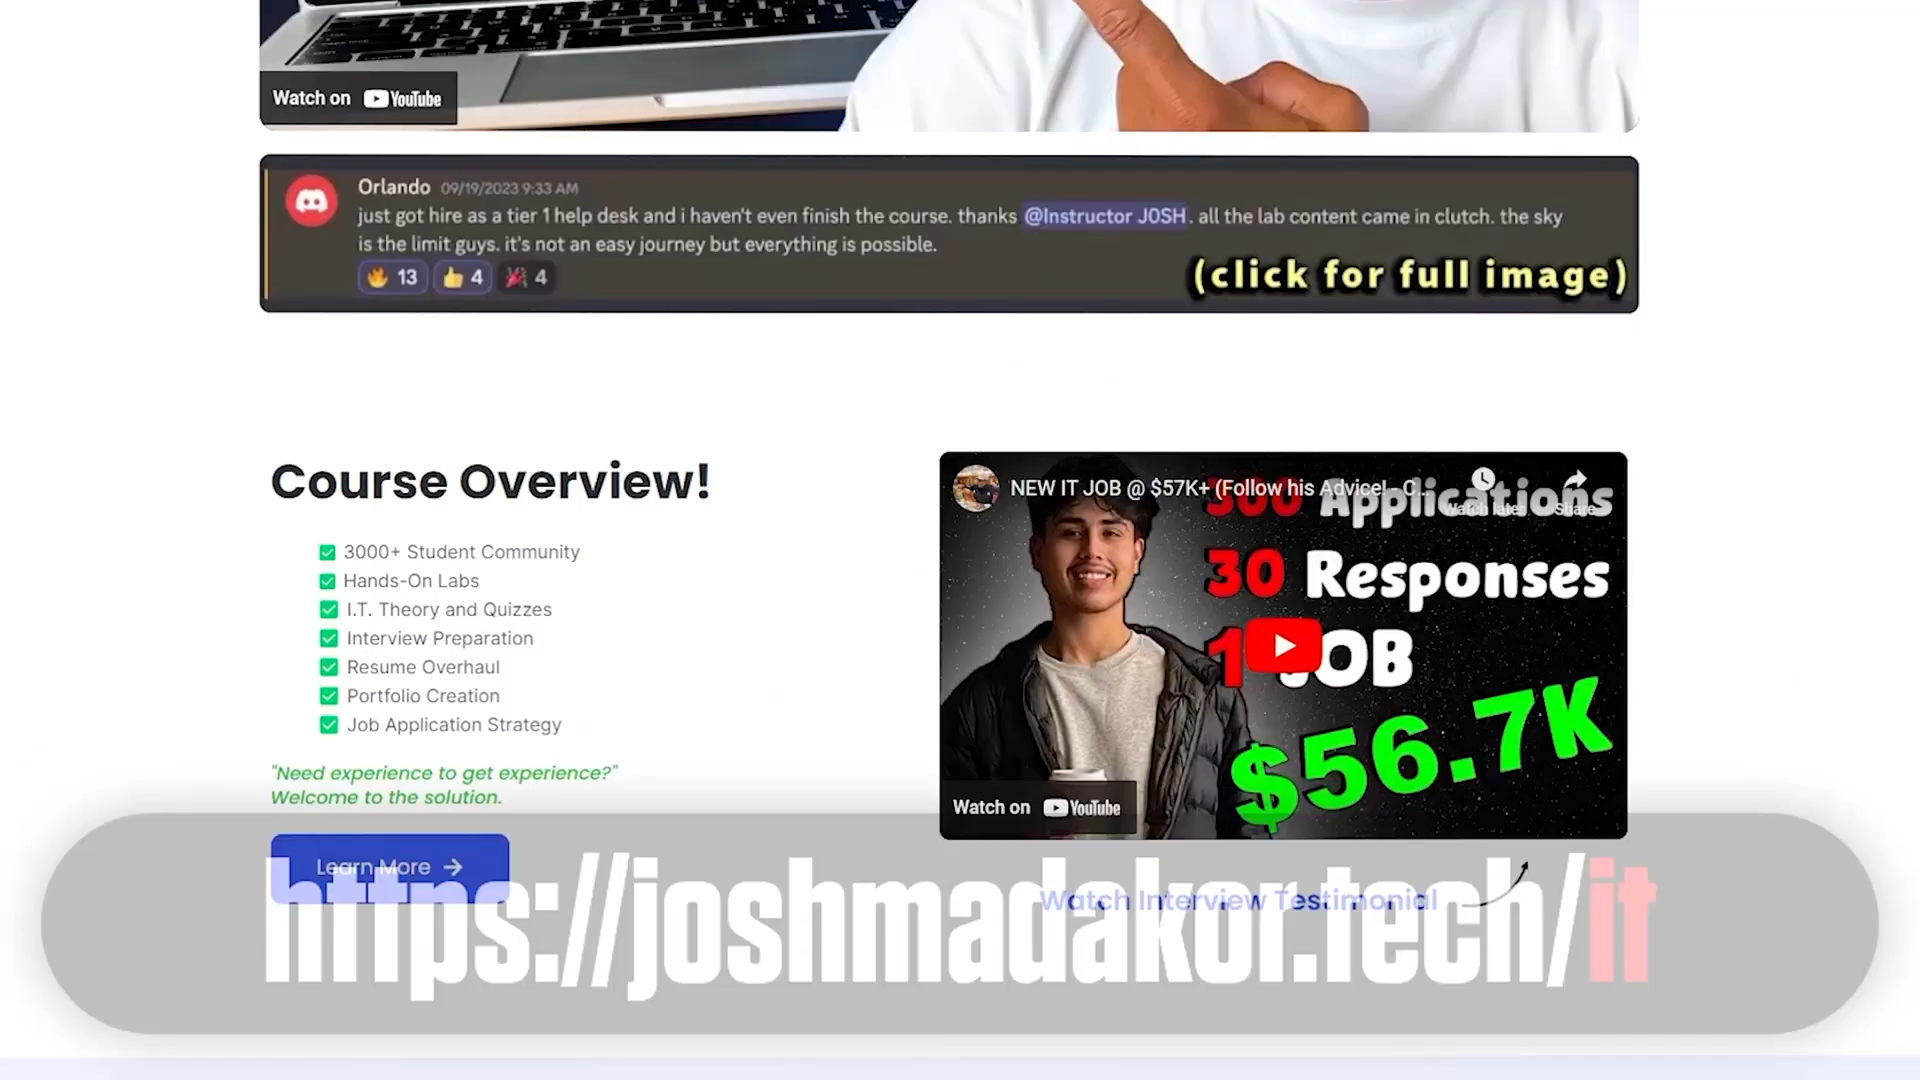 Watch on YouTube
Orlando 09/19/2023 9:33 AM
just got hire as a tier 1 help desk and i haven't even finish the course. thanks @Instructor JOSH. all the lab content came in clutch. the sky
is the limit guys. it's not an easy journey but everything is possible.
13 4 4
(click for full image)
Course Overview!
3000+ Student Community
Hands-On Labs
I.T. Theory and Quizzes
Interview Preparation
Resume Overhaul
Portfolio Creation
Job Application Strategy
"Need experience to get experience?"
Welcome to the solution.
Learn More →
NEW IT JOB @ $57K+ (Follow his Advice! - C...
Watch later
Share
300 Applications
30 Responses
1 JOB
$56.7K
Watch on YouTube
Watch Interview Testimonial
https://joshmadakor.tech/it